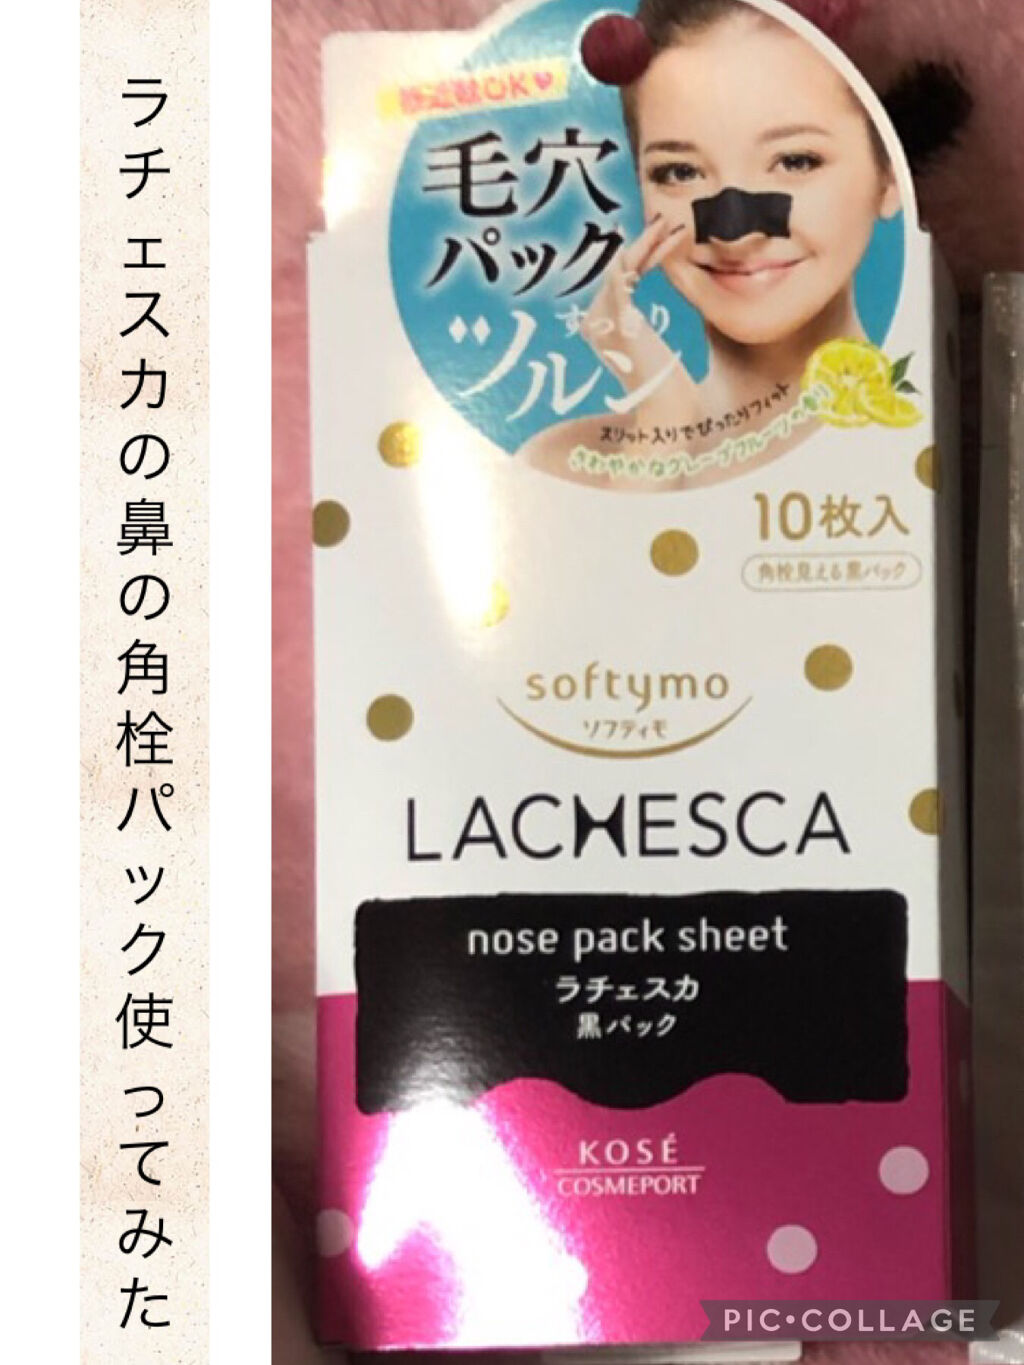 ラチェスカの鼻の角栓パック使ってみた
毛穴
パック
すっきり
ツルン
スリット入りでぴったりフィット
さわやかなグレープフルーツの香り
10枚入
角栓見える黒パック
softymo
ソフティモ
LACHESCA
nose pack sheet
ラチェスカ
黒パック
KOSÉ
COSMEPORT
PIC•COLLAGE